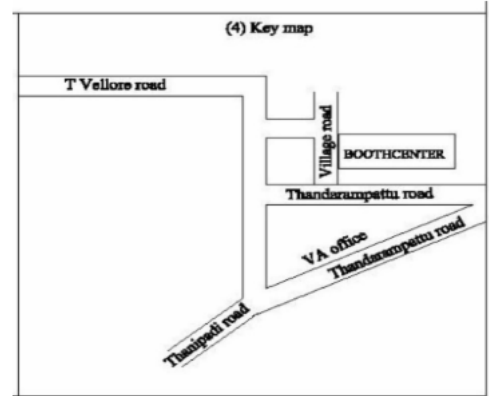 (4) Key map
T Vellore road
Village road
BOOTHCENTER
Thandarampattu road
VA office
Thandarampattu road
Thanipadi road